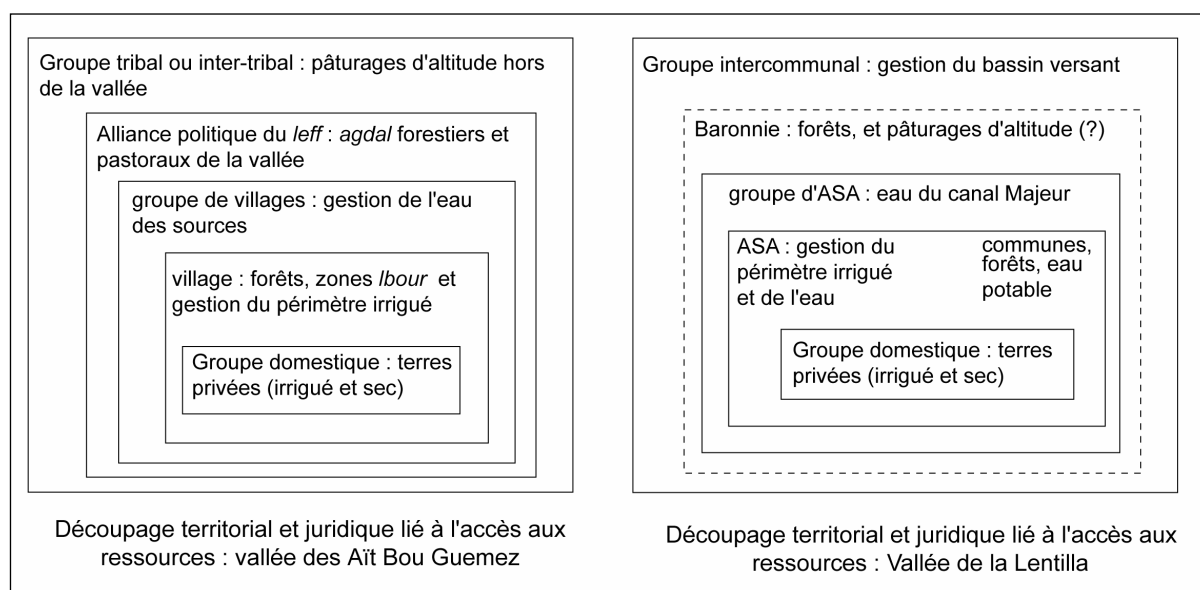 Groupe tribal ou inter-tribal : pâturages d'altitude hors
de la vallée
Alliance politique du leff : agdal forestiers et
pastoraux de la vallée
groupe de villages : gestion de l'eau
des sources
village : forêts, zones lbour et
gestion du périmètre irrigué
Groupe domestique : terres
privées (irrigué et sec)
Découpage territorial et juridique lié à l'accès aux
ressources : vallée des Aït Bou Guemez
Groupe intercommunal : gestion du bassin versant
Baronnie : forêts, et pâturages d'altitude (?)
groupe d'ASA : eau du canal Majeur
ASA : gestion du
périmètre irrigué
et de l'eau
communes,
forêts, eau
potable
Groupe domestique : terres
privées (irrigué et sec)
Découpage territorial et juridique lié à l'accès aux
ressources : Vallée de la Lentilla